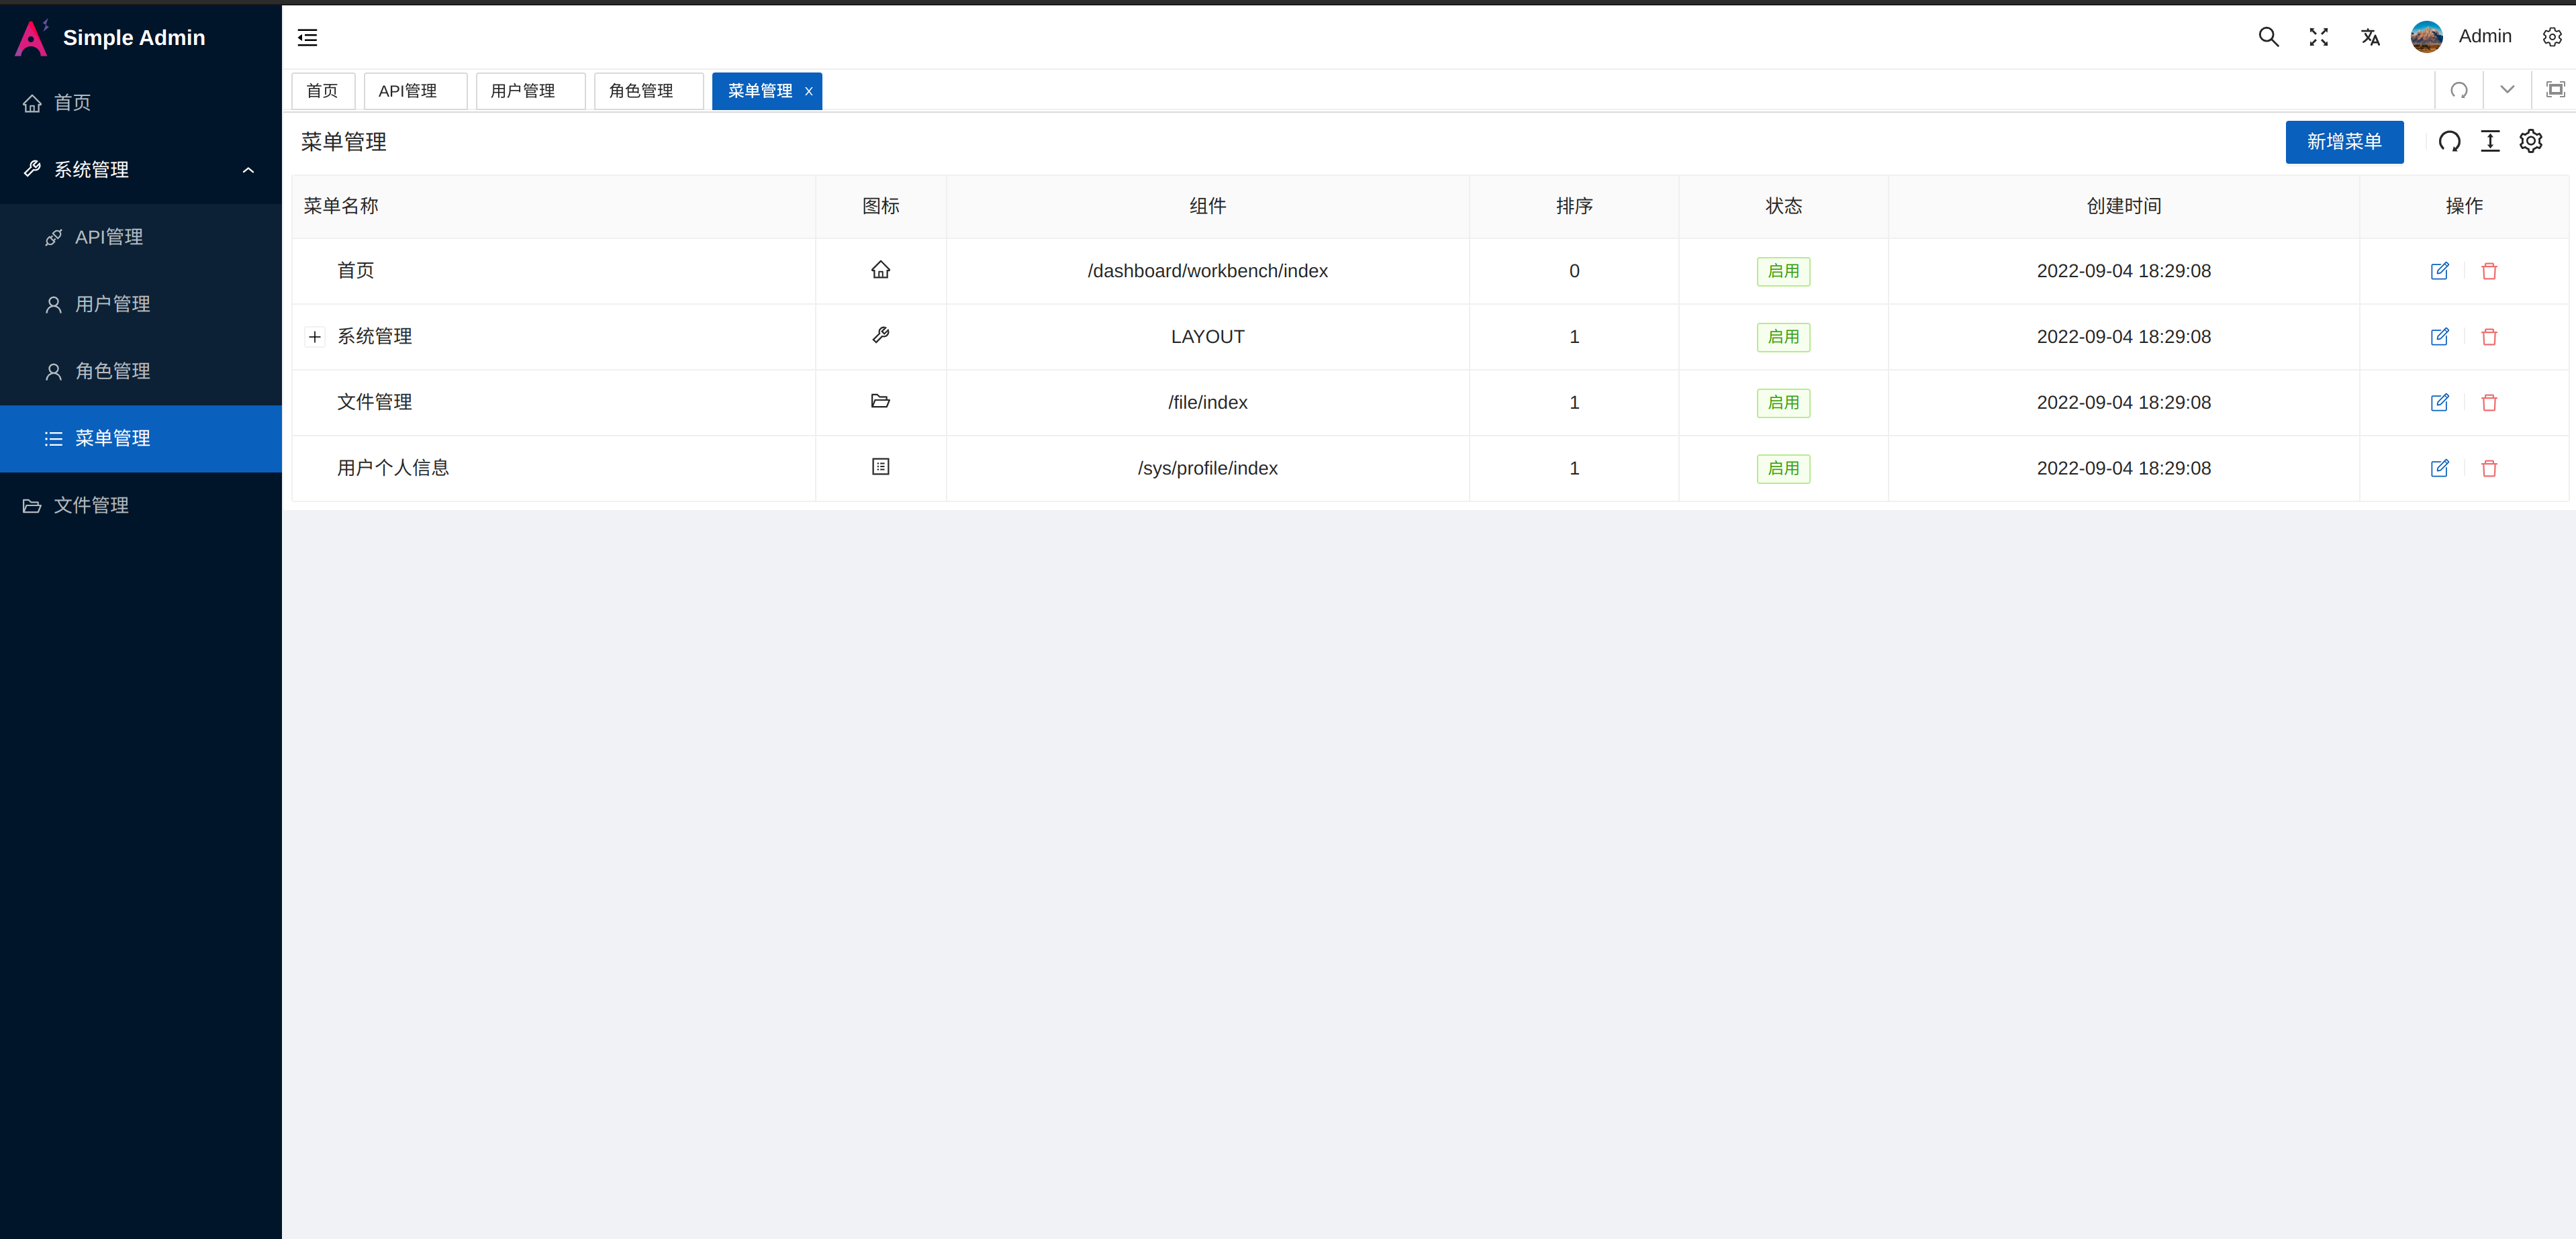 Simple Admin
首页
系统管理
API管理
用户管理
角色管理
菜单管理
文件管理
Admin
首页 API管理 用户管理 角色管理 菜单管理 x
菜单管理 新增菜单
菜单名称 图标 组件 排序 状态 创建时间 操作
首页 /dashboard/workbench/index 0 启用 2022-09-04 18:29:08
系统管理 LAYOUT 1 启用 2022-09-04 18:29:08
文件管理 /file/index 1 启用 2022-09-04 18:29:08
用户个人信息 /sys/profile/index 1 启用 2022-09-04 18:29:08